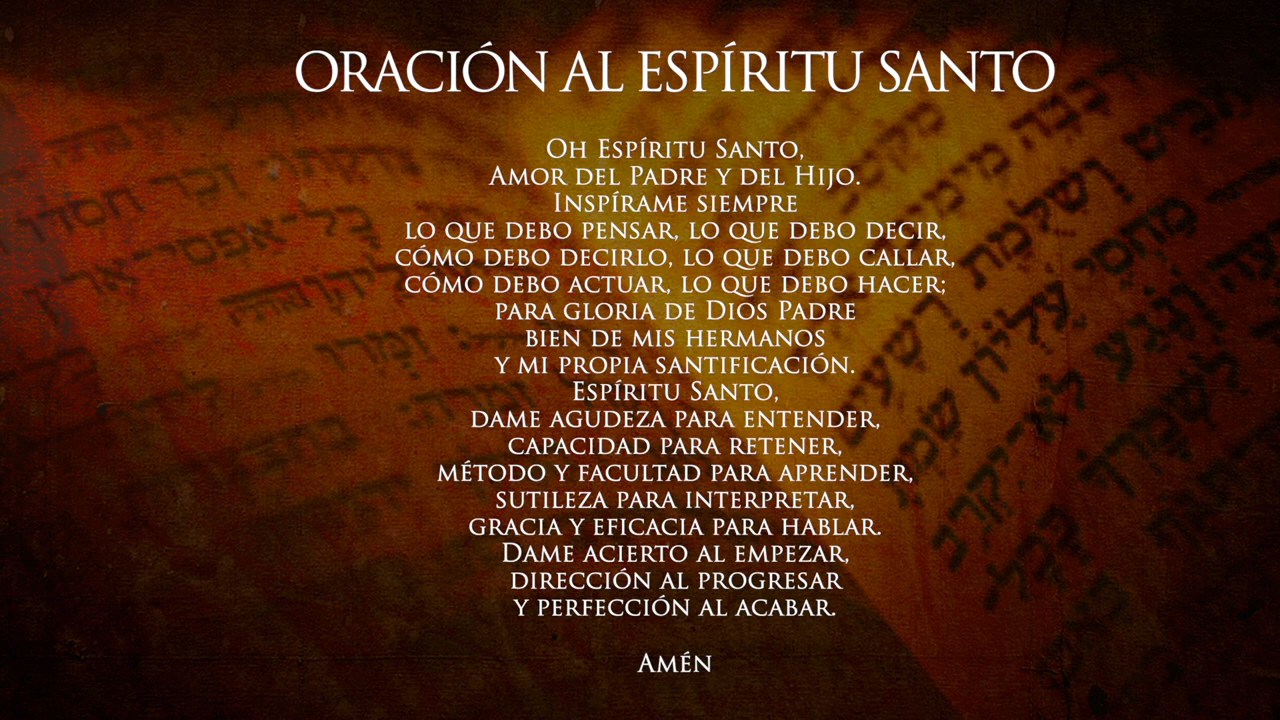 ORACIÓN AL ESPÍRITU SANTO
Oh Espíritu Santo,
Amor del Padre y del Hijo.
Inspírame siempre
lo que debo pensar, lo que debo decir,
cómo debo decirlo, lo que debo callar,
cómo debo actuar, lo que debo hacer;
para gloria de Dios Padre
bien de mis hermanos
y mi propia santificación.
Espíritu Santo,
dame agudeza para entender,
capacidad para retener,
método y facultad para aprender,
sutileza para interpretar,
gracia y eficacia para hablar.
Dame acierto al empezar,
dirección al progresar
y perfección al acabar.
Amén
כל־אפסי־ארץ